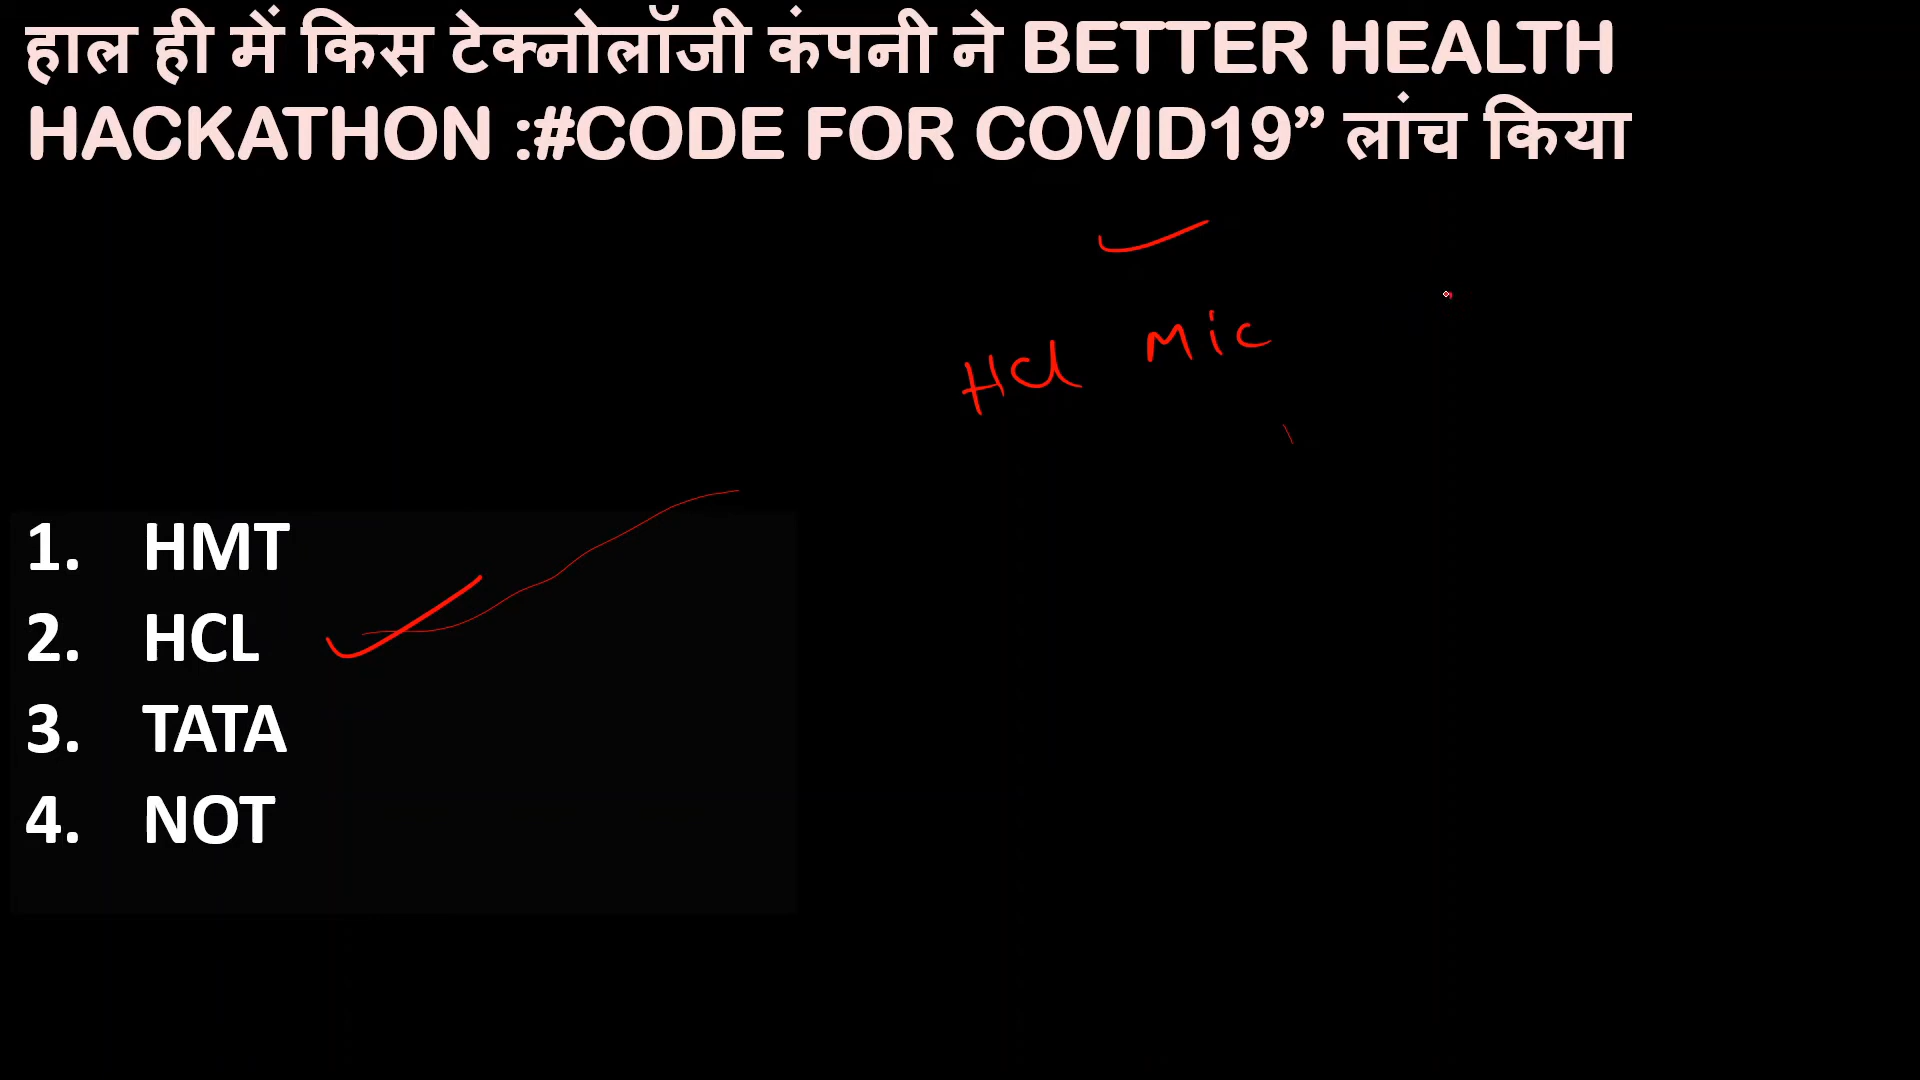 हाल ही में किस टेक्नोलॉजी कंपनी ने BETTER HEALTH
HACKATHON :#CODE FOR COVID19” लांच किया
HCl Mic
1. HMT
2. HCL
3. TATA
4. NOT